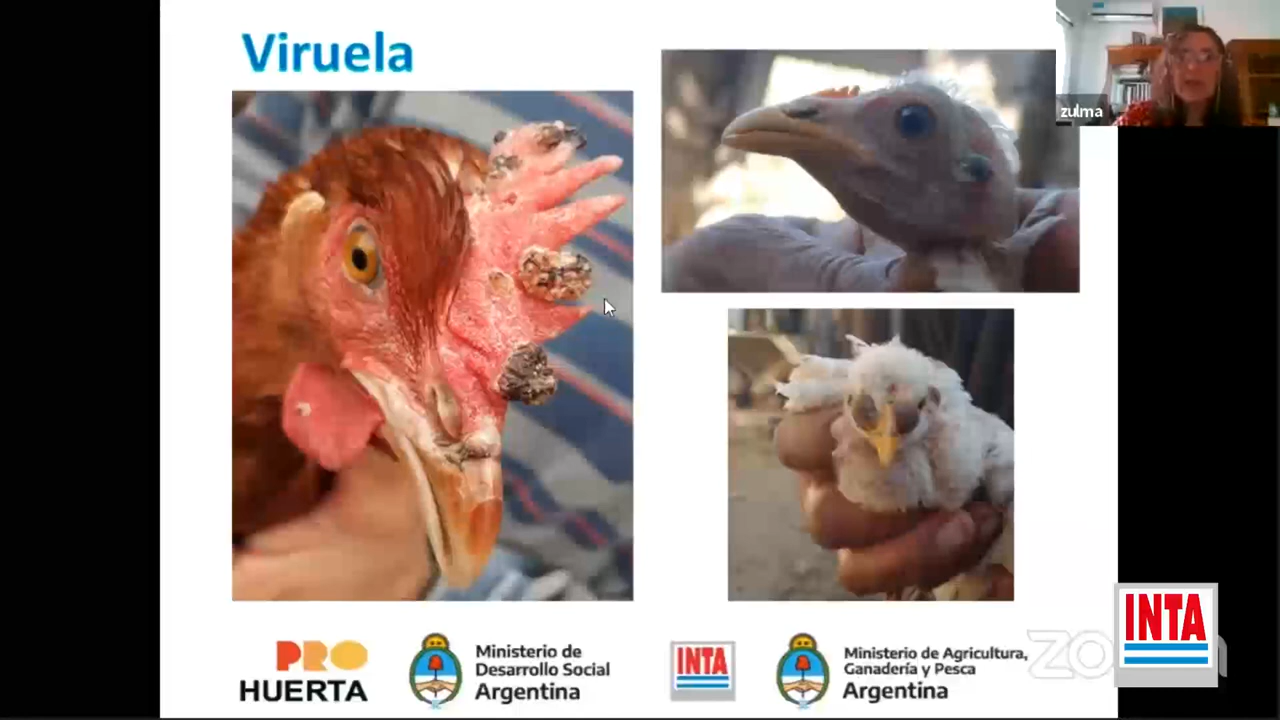 Viruela
zulma
PRO
HUERTA
Ministerio de
Desarrollo Social
Argentina
INTA
Ministerio de Agricultura,
Ganadería y Pesca
Argentina
INTA